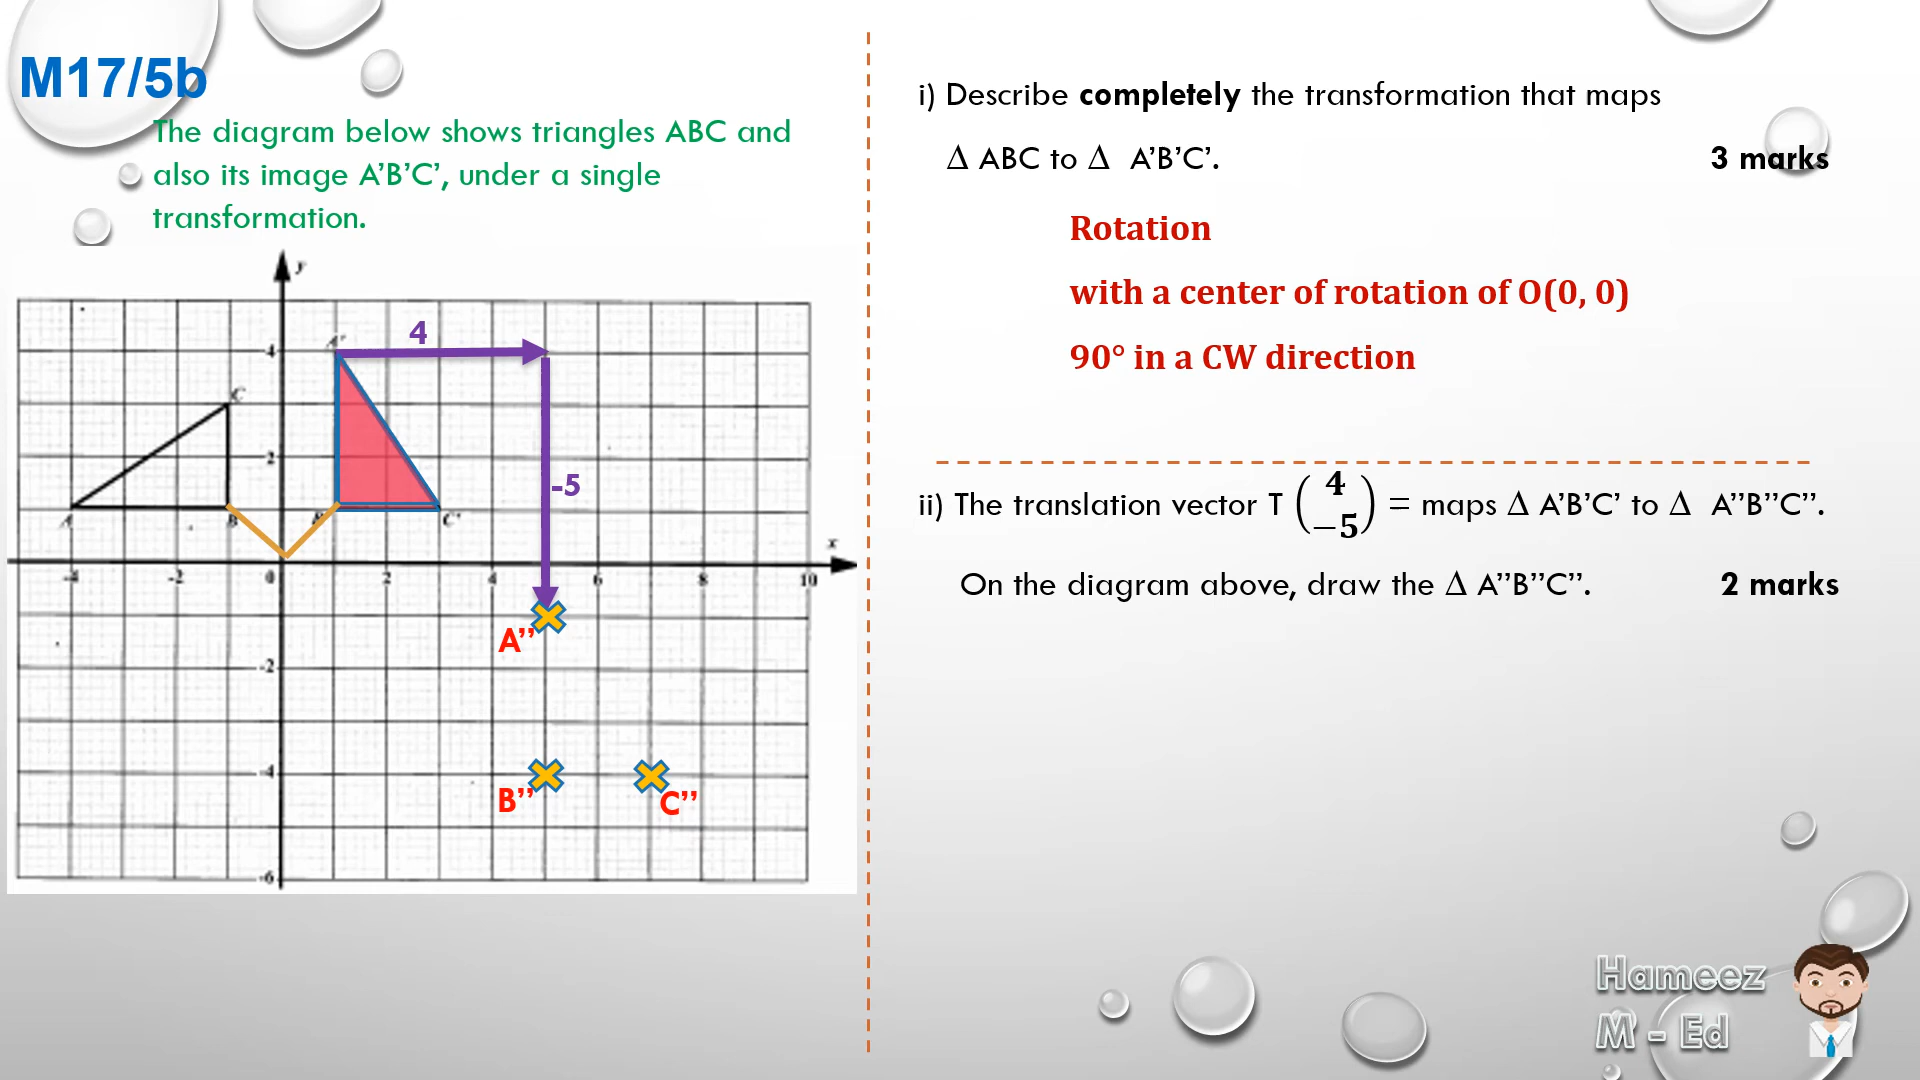 M17/5b
The diagram below shows triangles ABC and
also its image A’B’C’, under a single
transformation.
y
4
A'
4
C
2
-5
A
B
B'
C'
x
-4
-2
0
2
4
6
8
10
A’’
-2
-4
B’’
C’’
-6
i) Describe completely the transformation that maps
Δ ABC to Δ A’B’C’.
3 marks
Rotation
with a center of rotation of O(0, 0)
90° in a CW direction
ii) The translation vector T (4 −5) = maps Δ A’B’C’ to Δ A’’B’’C’’.
On the diagram above, draw the Δ A’’B’’C’’.
2 marks
Hameez
M - Ed